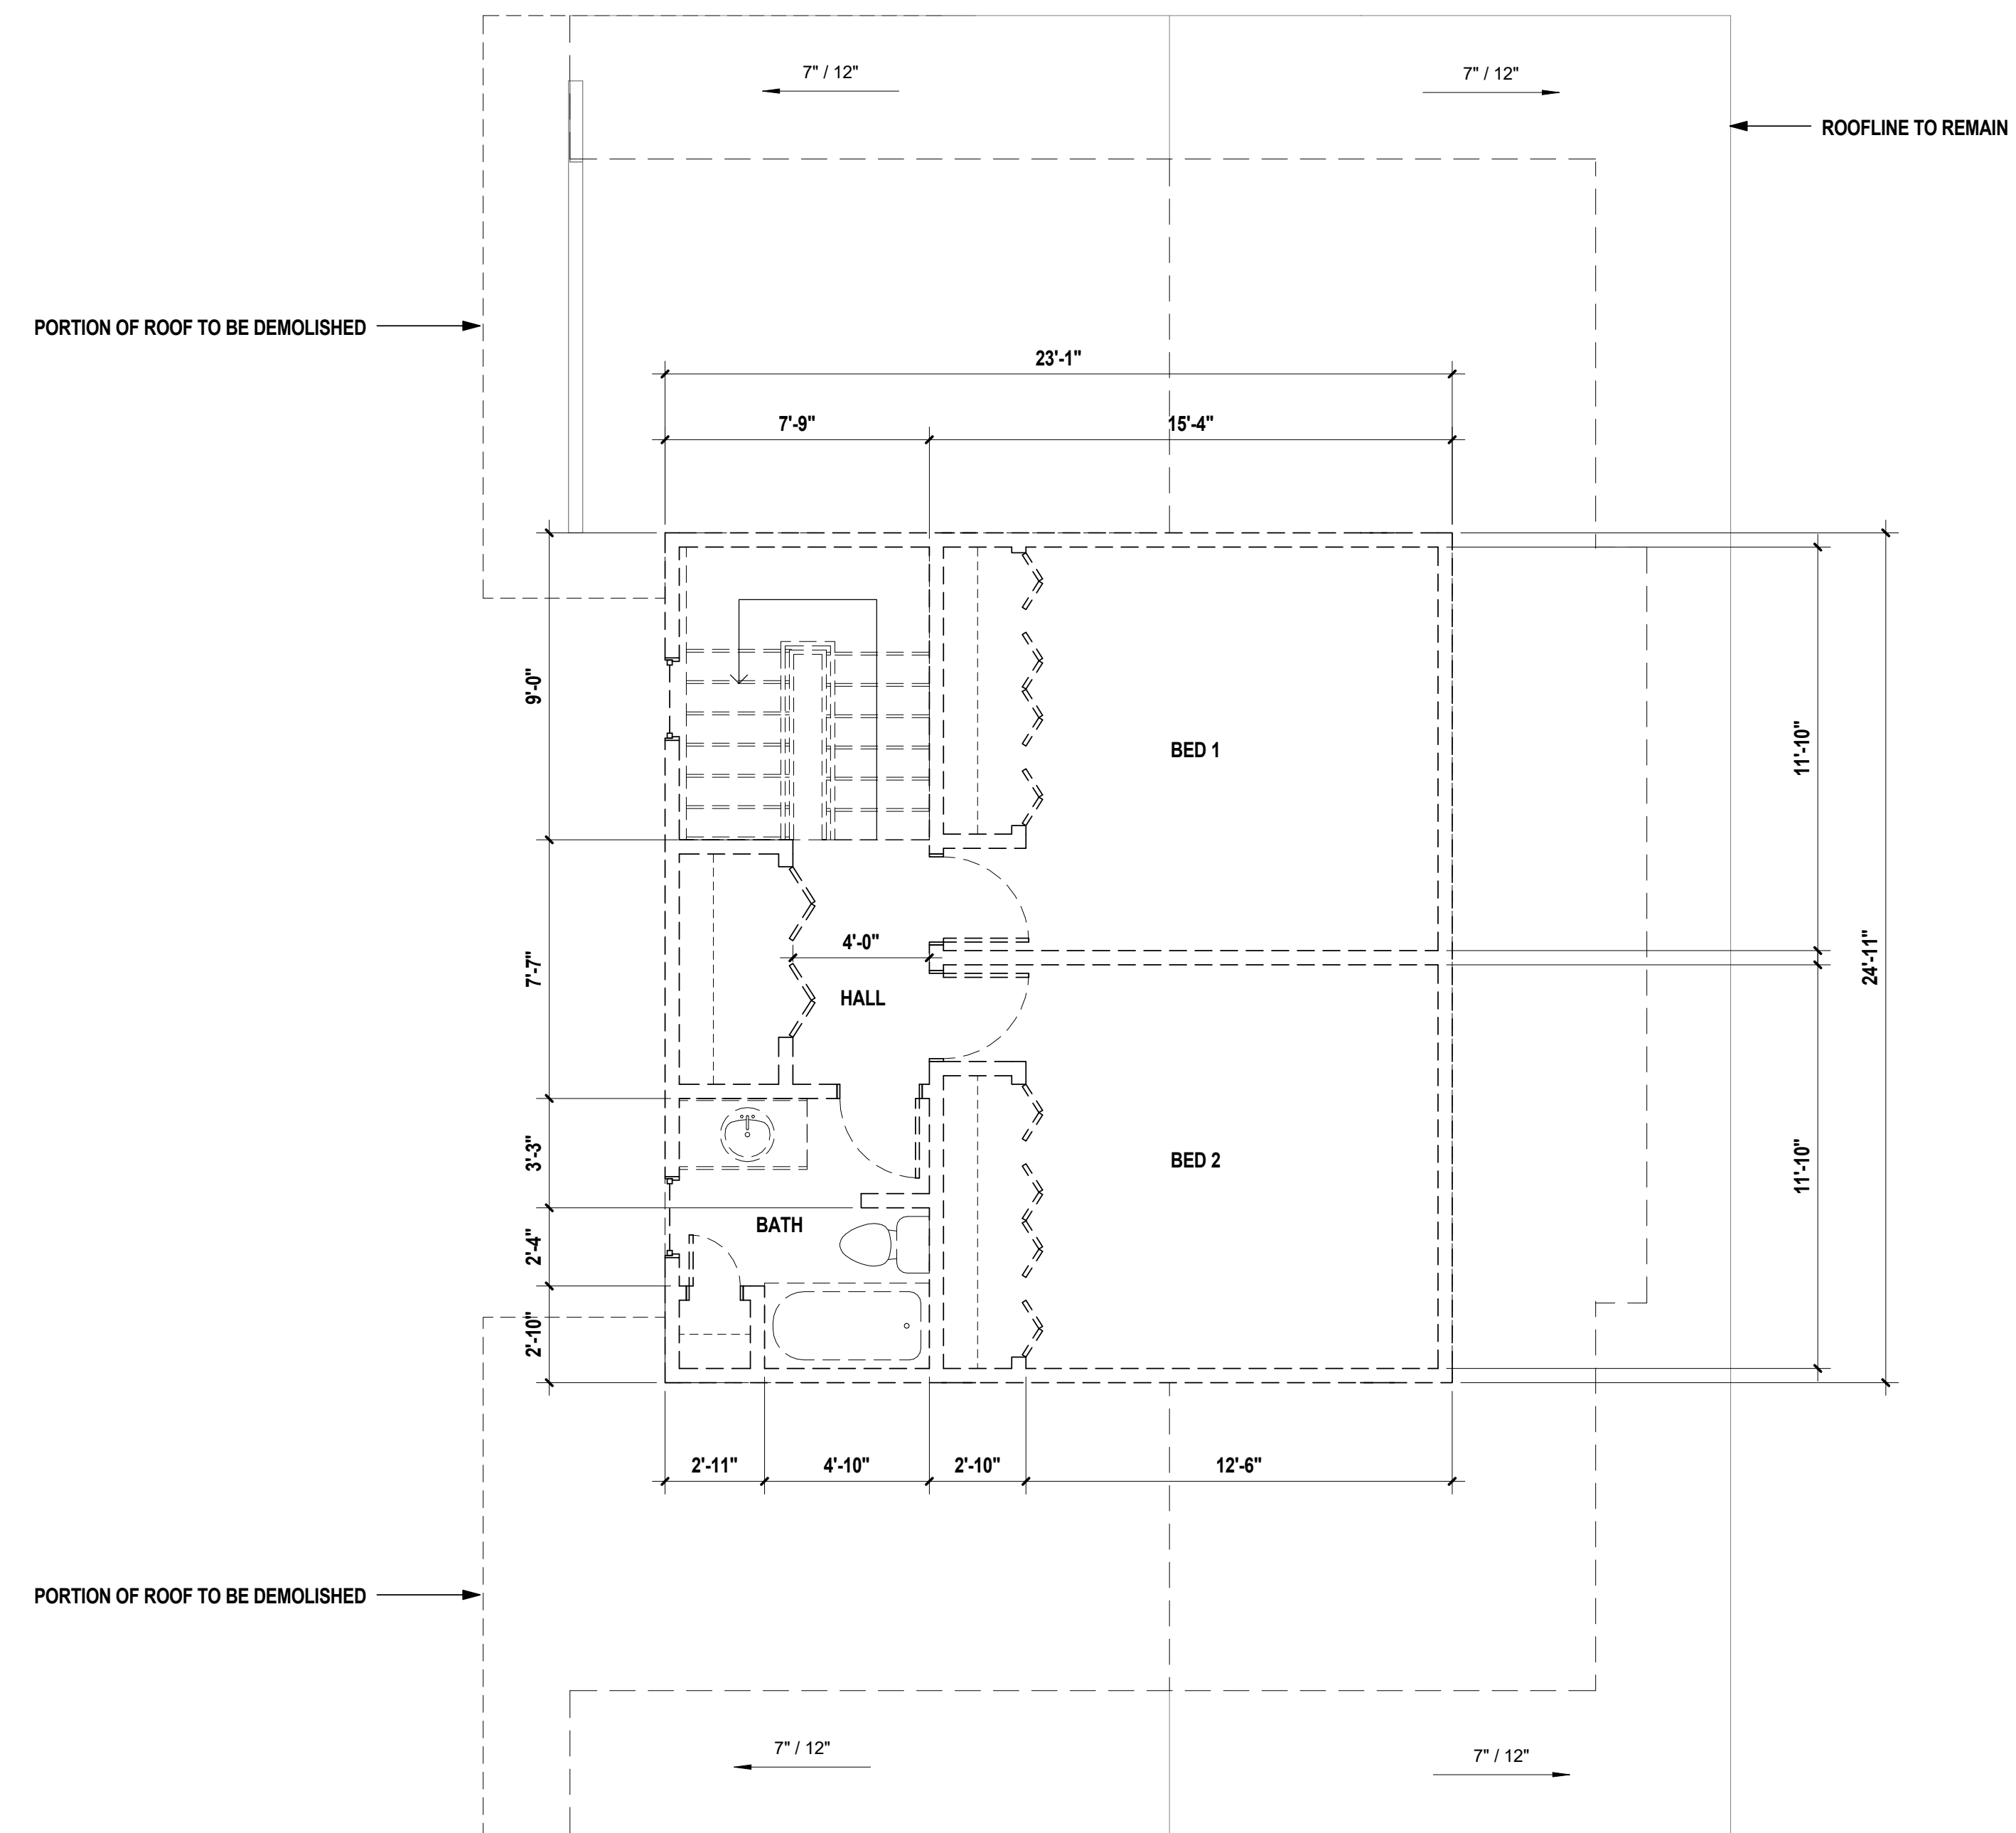 7" / 12"
7" / 12"
ROOFLINE TO REMAIN
PORTION OF ROOF TO BE DEMOLISHED
23'-1"
7'-9"
15'-4"
9'-0"
BED 1
11'-10"
4'-0"
24'-11"
7'-7"
HALL
3'-3"
BED 2
11'-10"
BATH
2'-4"
2'-10"
2'-11"
4'-10"
2'-10"
12'-6"
PORTION OF ROOF TO BE DEMOLISHED
7" / 12"
7" / 12"